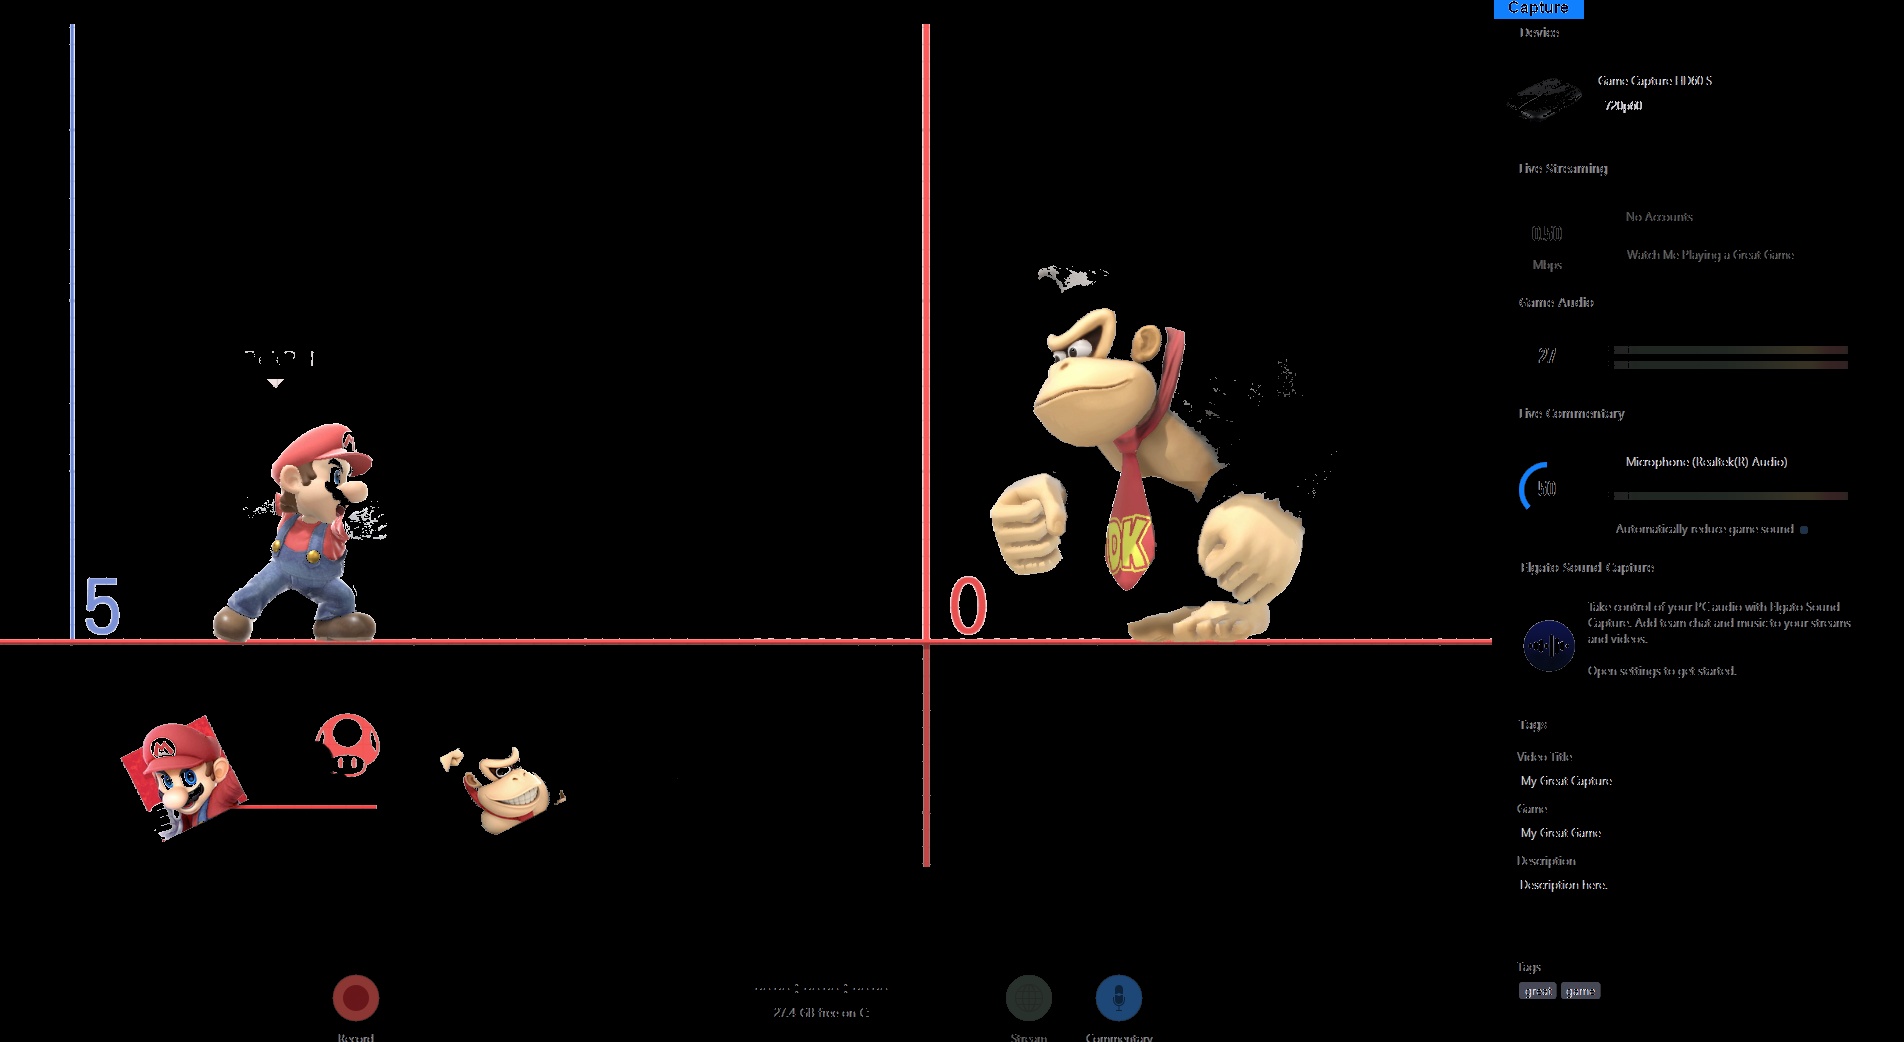 Capture
Device
Game Capture HD60 S
720p60
Live Streaming
No Accounts
Mbps
Watch Me Playing a Great Game
Game Audio
27
Live Commentary
Microphone (Realtek(R) Audio)
50
Automatically reduce game sound
Elgato Sound Capture
Take control of your PC audio with Elgato Sound
Capture. Add team chat and music to your streams
and videos.
Open settings to get started.
Tags
Video Title
My Great Capture
Game
My Great Game
Description
Description here.
Tags
great game
5
0
DK
M
27.4 GB free on C:
Record
Stream
Commentary